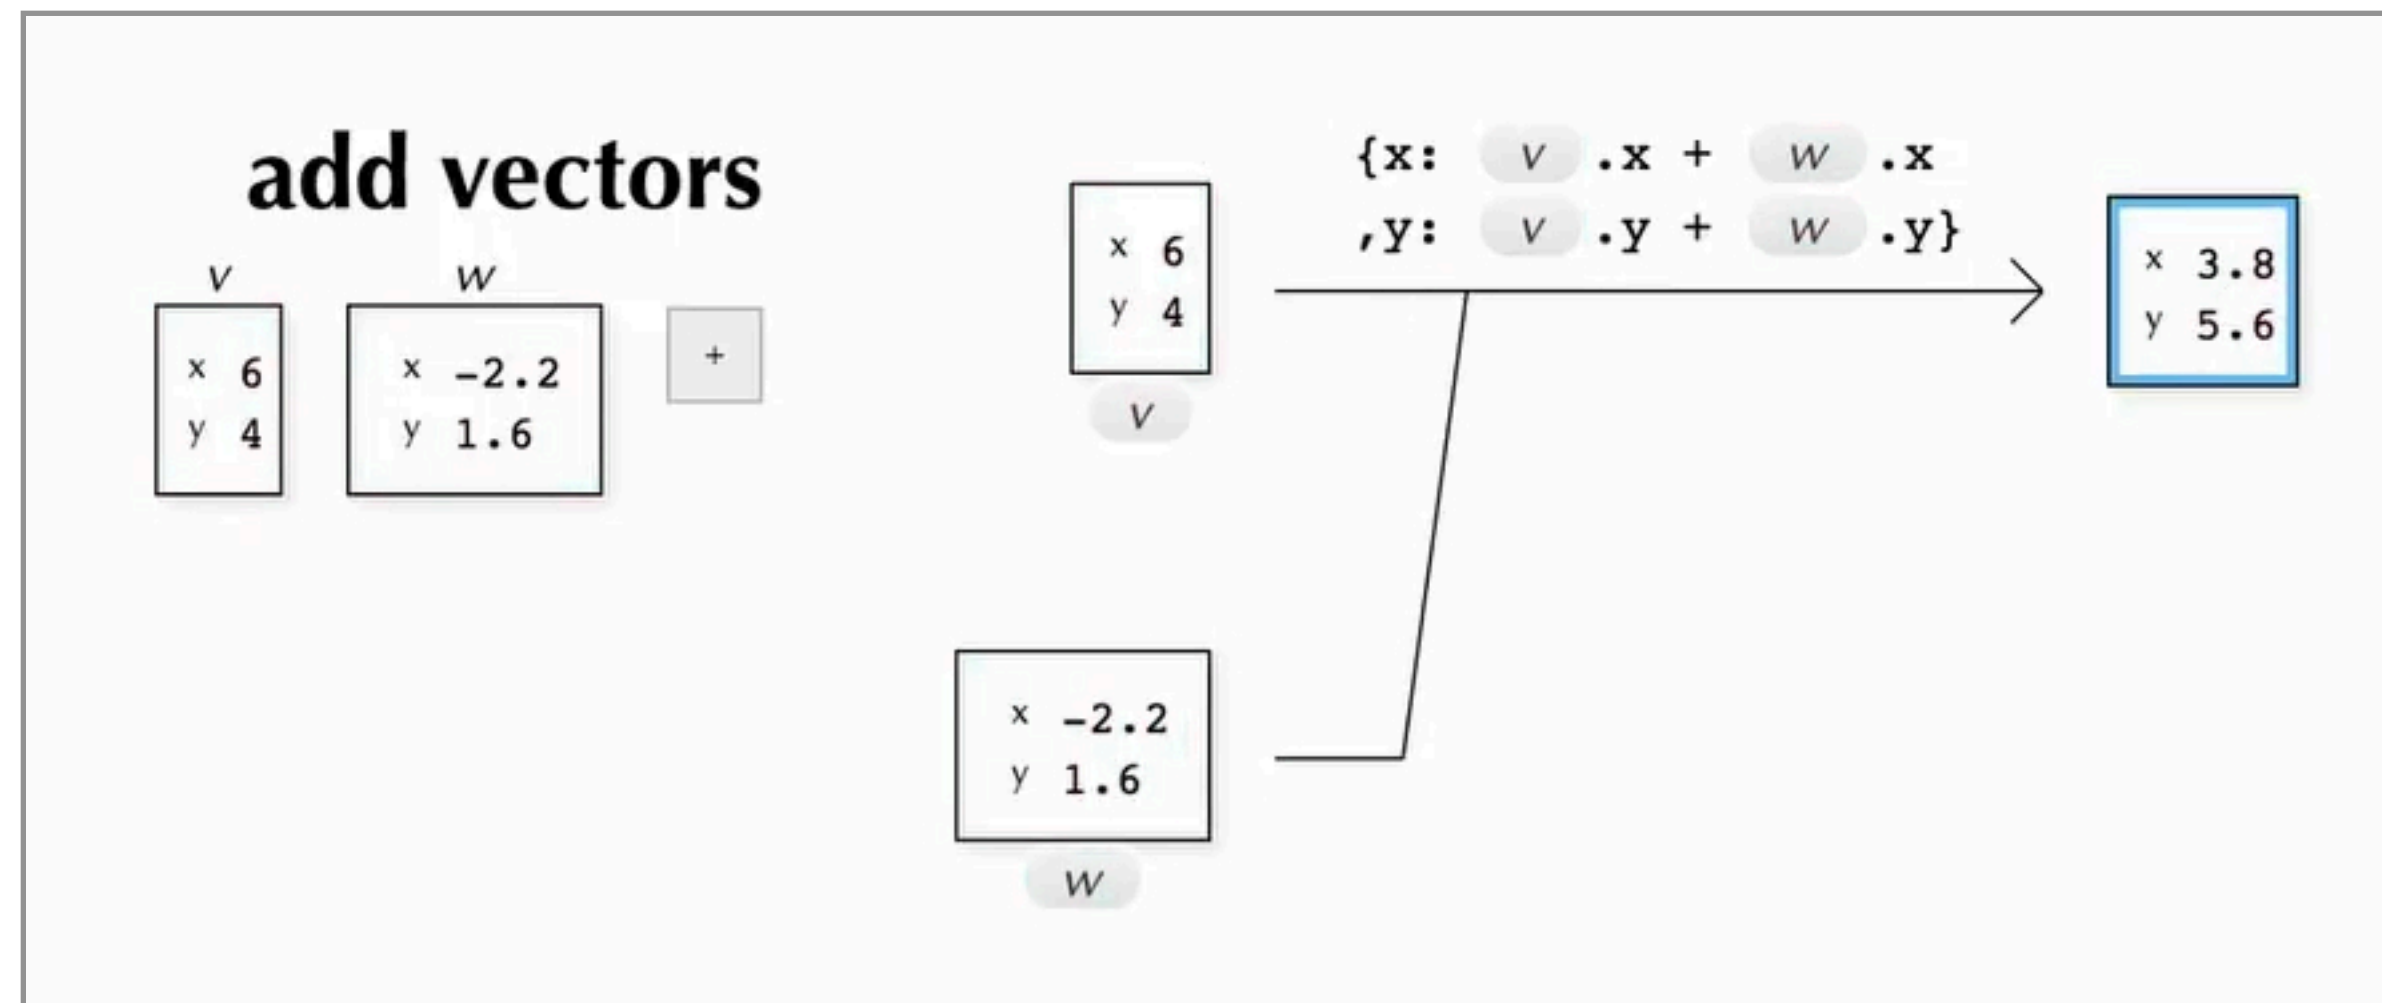 add vectors
v
w
x 6
y 4
x -2.2
y 1.6
+
{x: v .x + w .x
,y: v .y + w .y}
x 6
y 4
v
x 3.8
y 5.6
x -2.2
y 1.6
w